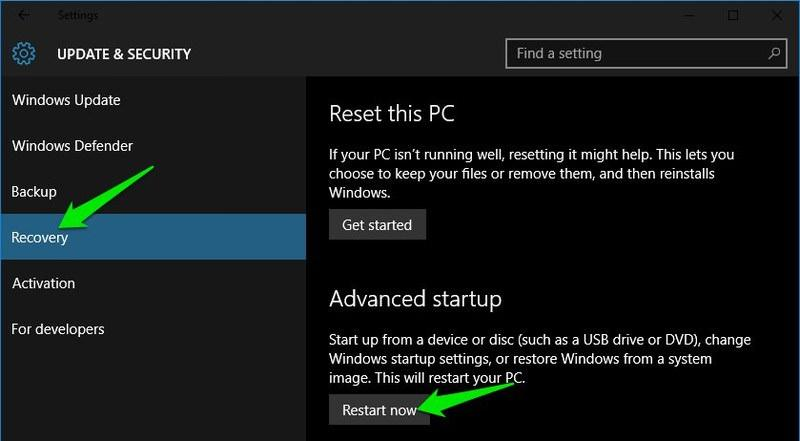 Settings
UPDATE & SECURITY
Find a setting
Windows Update
Windows Defender
Backup
Recovery
Activation
For developers
Reset this PC
If your PC isn't running well, resetting it might help. This lets you
choose to keep your files or remove them, and then reinstalls
Windows.
Get started
Advanced startup
Start up from a device or disc (such as a USB drive or DVD), change
Windows startup settings, or restore Windows from a system
image. This will restart your PC.
Restart now